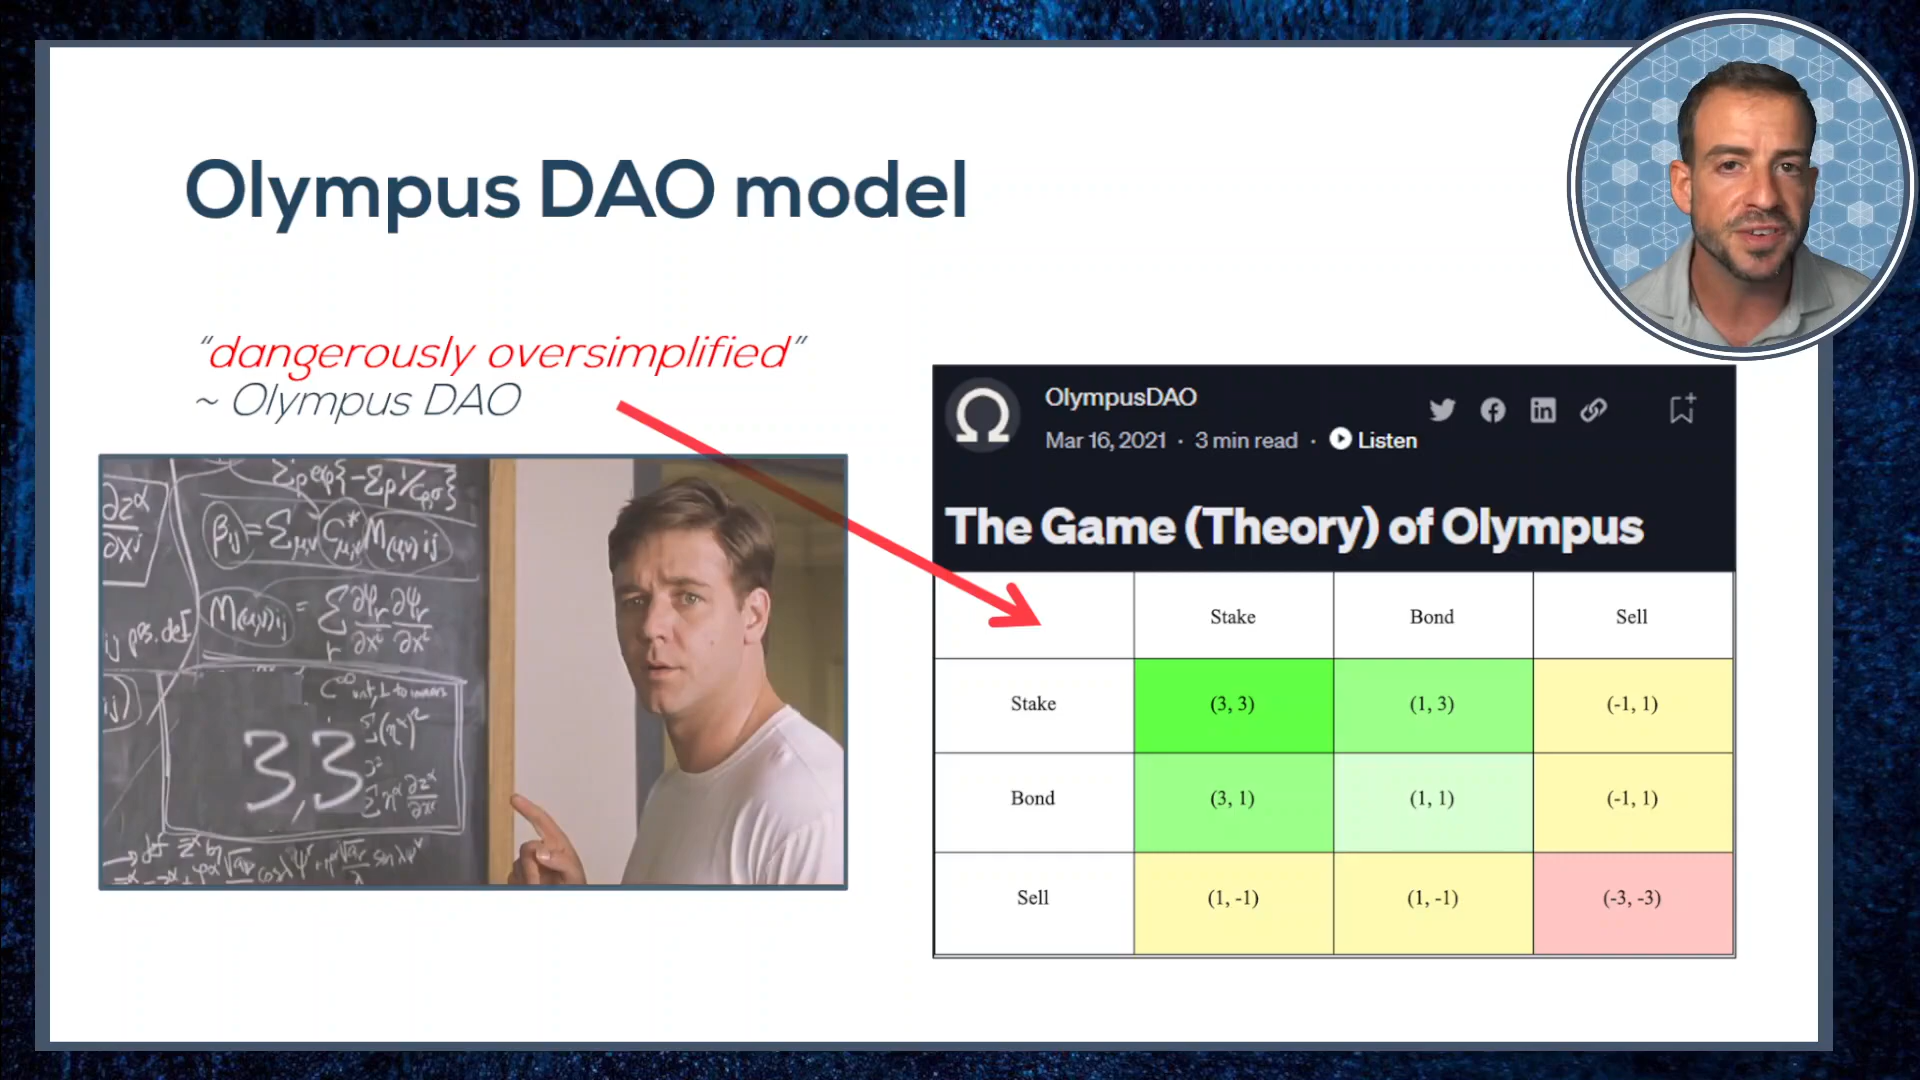 Olympus DAO model
“dangerously oversimplified”
~ Olympus DAO
3,3
OlympusDAO
Mar 16, 2021 · 3 min read · Listen
The Game (Theory) of Olympus
Stake Bond Sell
Stake (3, 3) (1, 3) (-1, 1)
Bond (3, 1) (1, 1) (-1, 1)
Sell (1, -1) (1, -1) (-3, -3)